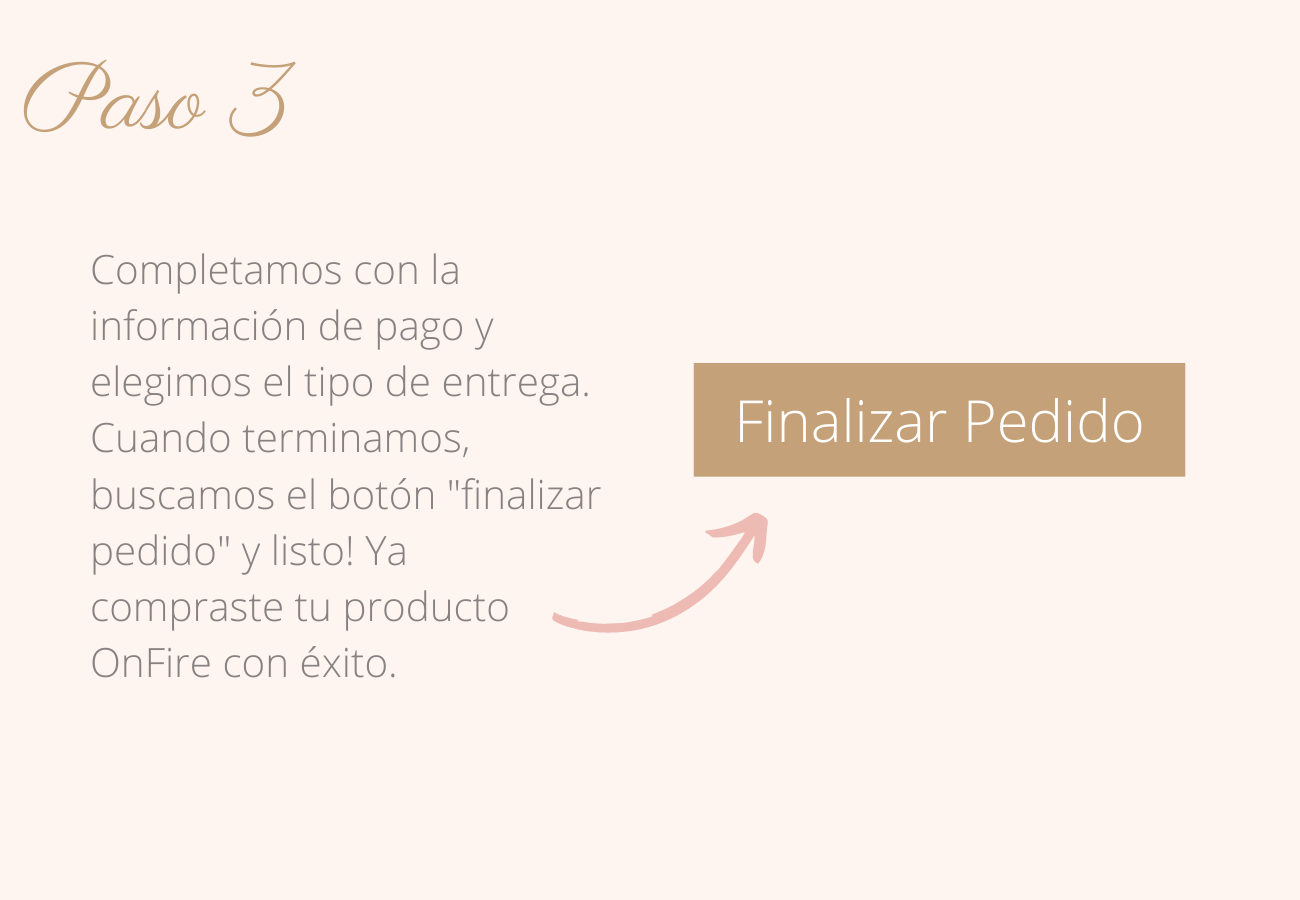 Paso 3
Completamos con la
información de pago y
elegimos el tipo de entrega.
Cuando terminamos,
buscamos el botón "finalizar
pedido" y listo! Ya
compraste tu producto
OnFire con éxito.
Finalizar Pedido